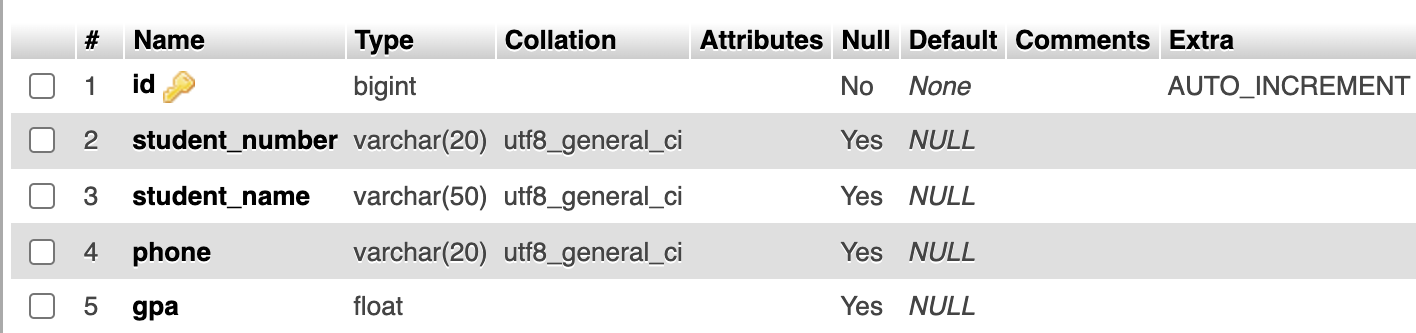 # Name Type Collation Attributes Null Default Comments Extra
1 id bigint No None AUTO_INCREMENT
2 student_number varchar(20) utf8_general_ci Yes NULL
3 student_name varchar(50) utf8_general_ci Yes NULL
4 phone varchar(20) utf8_general_ci Yes NULL
5 gpa float Yes NULL